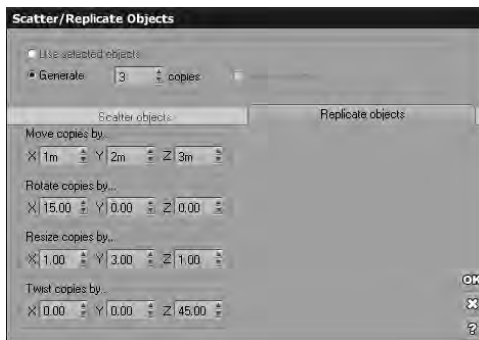 Scatter/Replicate Objects
Use selected objects
Generate 3 copies
Scatter objects
Replicate objects
Move copies by...
X 1m Y 2m Z 3m
Rotate copies by...
X 15.00 Y 0.00 Z 0.00
Resize copies by...
X 1.00 Y 3.00 Z 1.00
Twist copies by...
X 0.00 Y 0.00 Z 45.00
OK
?